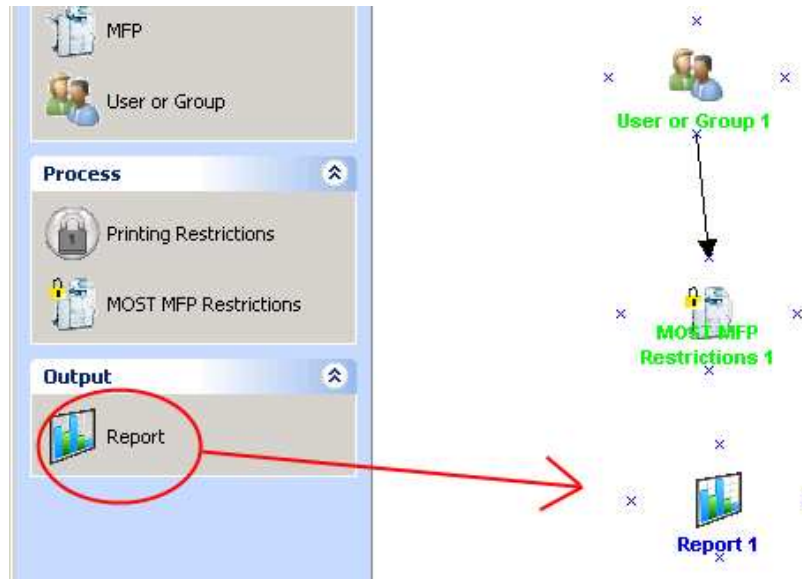 MFP
User or Group
Process
Printing Restrictions
MOST MFP Restrictions
Output
Report
User or Group 1
MOST MFP
Restrictions 1
Report 1